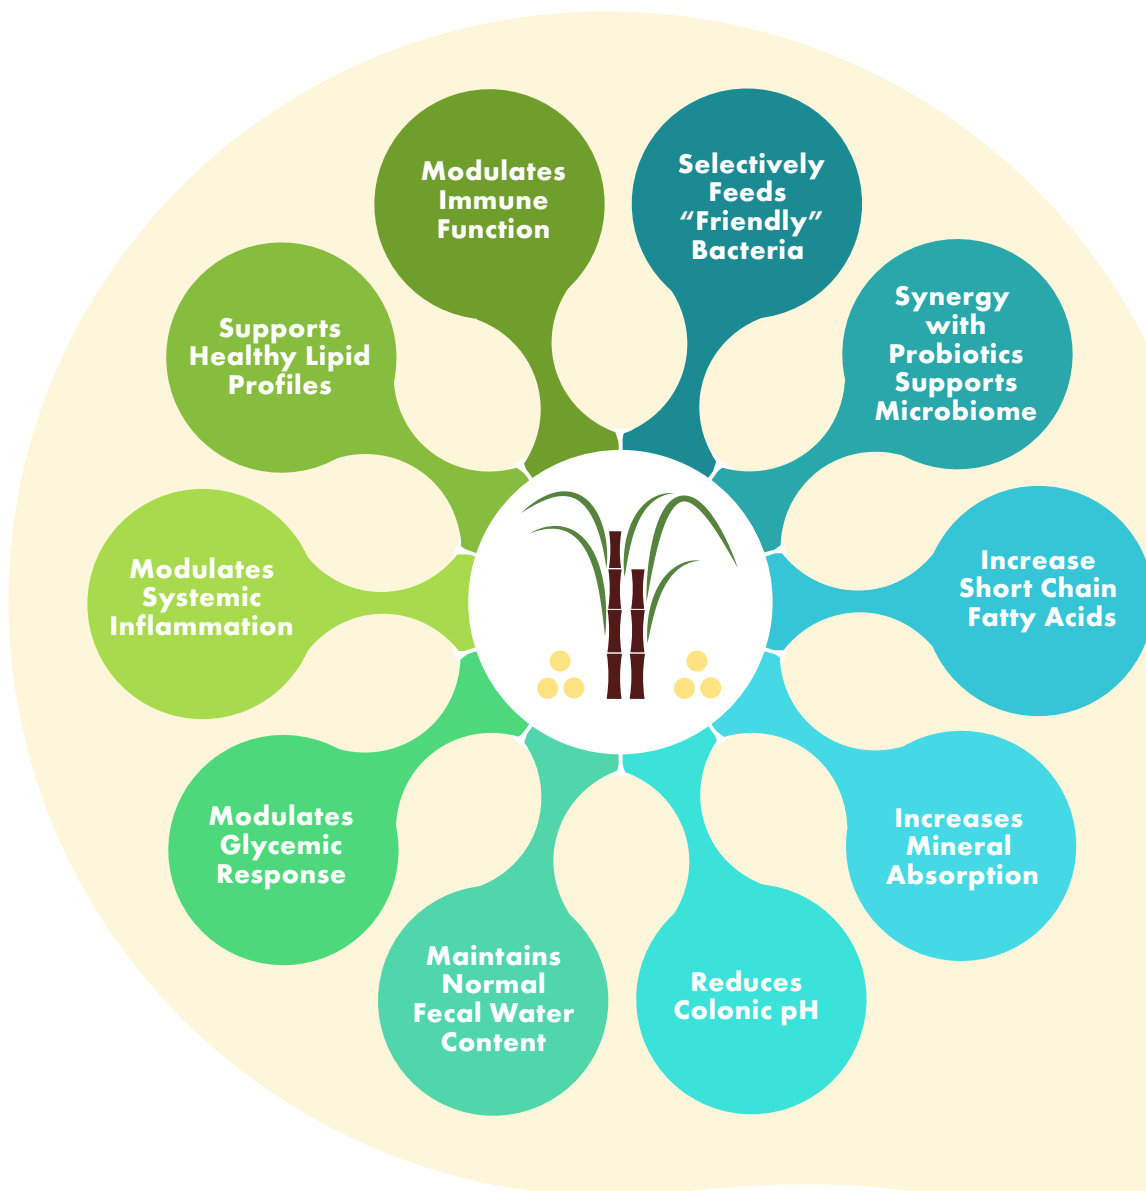 Modulates
Immune
Function
Selectively
Feeds
“Friendly”
Bacteria
Synergy
with
Probiotics
Supports
Microbiome
Increase
Short Chain
Fatty Acids
Increases
Mineral
Absorption
Reduces
Colonic pH
Maintains
Normal
Fecal Water
Content
Modulates
Glycemic
Response
Modulates
Systemic
Inflammation
Supports
Healthy Lipid
Profiles